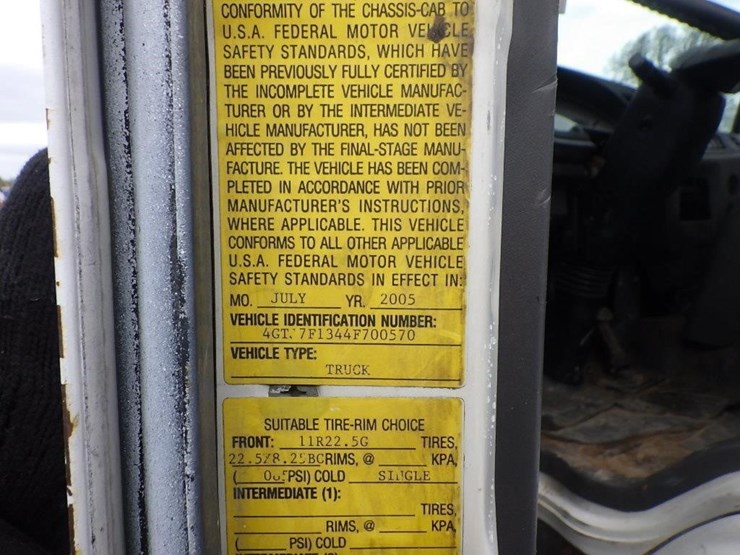 CONFORMITY OF THE CHASSIS-CAB TO
U.S.A. FEDERAL MOTOR VEHICLE
SAFETY STANDARDS, WHICH HAVE
BEEN PREVIOUSLY FULLY CERTIFIED BY
THE INCOMPLETE VEHICLE MANUFAC-
TURER OR BY THE INTERMEDIATE VE-
HICLE MANUFACTURER, HAS NOT BEEN
AFFECTED BY THE FINAL-STAGE MANU-
FACTURE. THE VEHICLE HAS BEEN COM-
PLETED IN ACCORDANCE WITH PRIOR
MANUFACTURER'S INSTRUCTIONS,
WHERE APPLICABLE. THIS VEHICLE
CONFORMS TO ALL OTHER APPLICABLE
U.S.A. FEDERAL MOTOR VEHICLE
SAFETY STANDARDS IN EFFECT IN:
MO. JULY YR. 2005
VEHICLE IDENTIFICATION NUMBER:
VEHICLE TYPE:
TRUCK
SUITABLE TIRE-RIM CHOICE
FRONT: 11R22.5G TIRES,
RIMS, @ KPA,
( PSI) COLD SINGLE
INTERMEDIATE (1):
TIRES,
RIMS, @ KPA,
( PSI) COLD